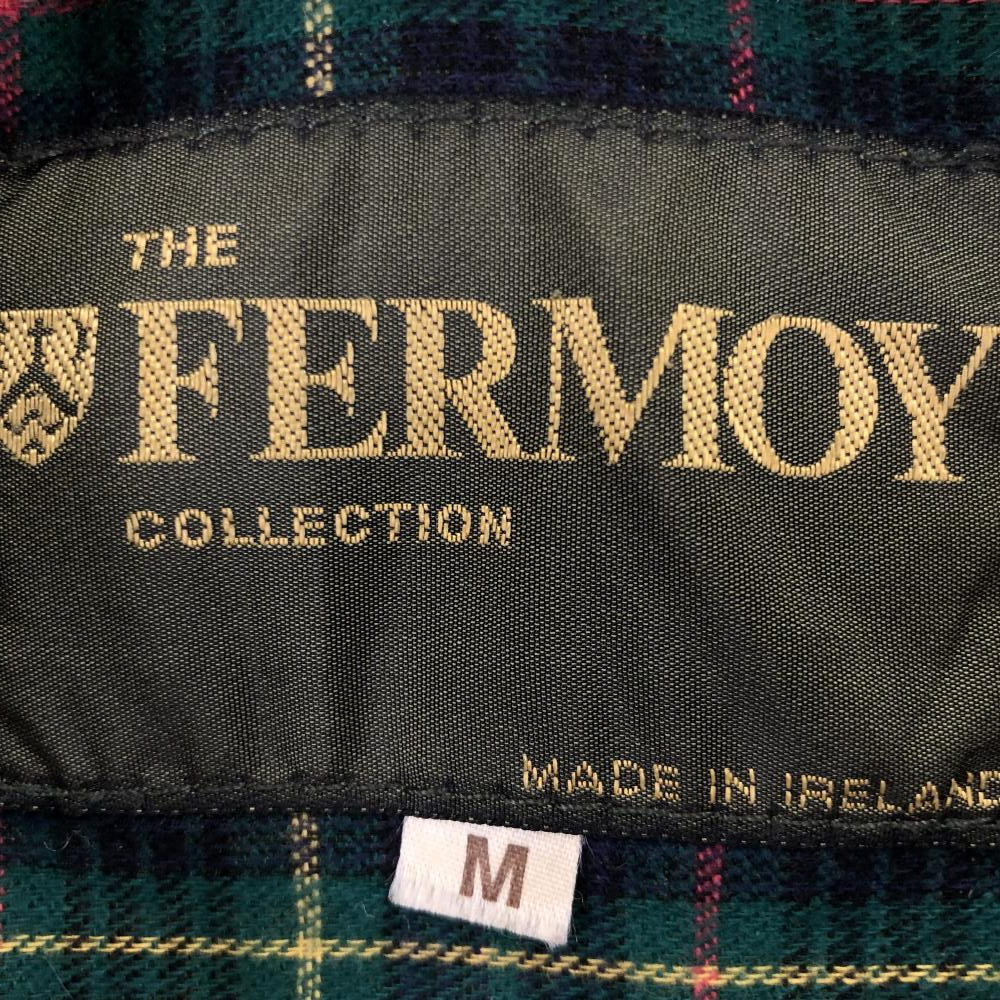 THE
FERMOY
COLLECTION
MADE IN IRELAND
M